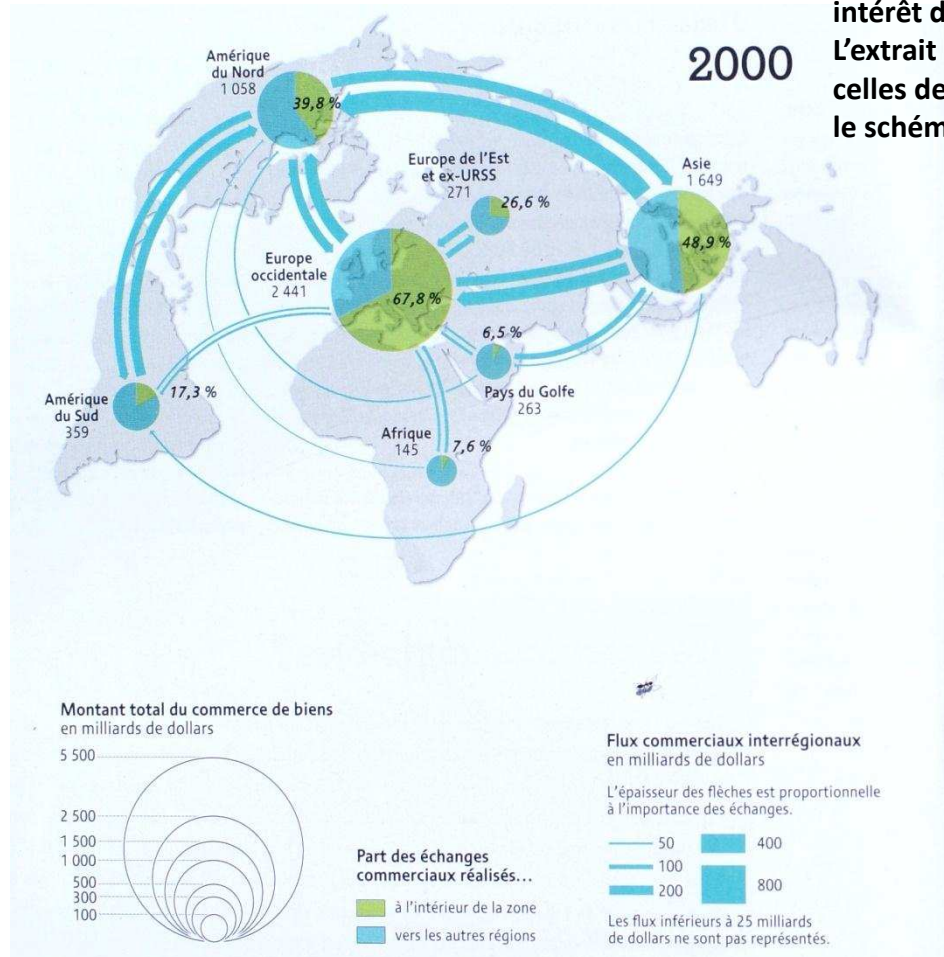 intérêt d
L'extrait
celles de
le schém
2000
Amérique
du Nord
1 058
39,8 %
Europe de l'Est
et ex-URSS
271
26,6 %
Asie
1 649
48,9 %
Europe
occidentale
2 441
67,8 %
6,5 %
Pays du Golfe
263
Amérique
du Sud
359
17,3 %
Afrique
145
7,6 %
Montant total du commerce de biens
en milliards de dollars
5 500
2 500
1 500
1 000
500
300
100
Part des échanges
commerciaux réalisés...
à l'intérieur de la zone
vers les autres régions
Flux commerciaux interrégionaux
en milliards de dollars
L'épaisseur des flèches est proportionnelle
à l'importance des échanges.
50
100
200
400
800
Les flux inférieurs à 25 milliards
de dollars ne sont pas représentés.